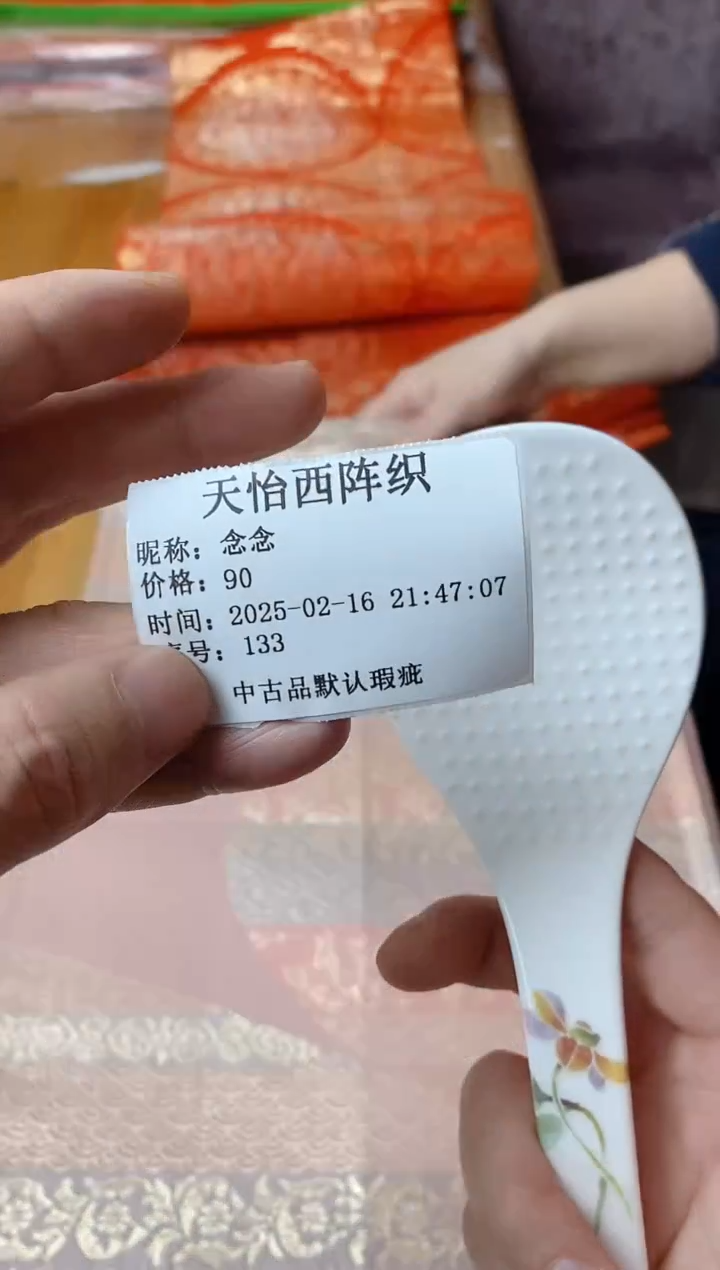 天怡西阵织
昵称：念念
价格：90
时间：2025-02-16 21:47:07
号：133
中古品默认瑕疵